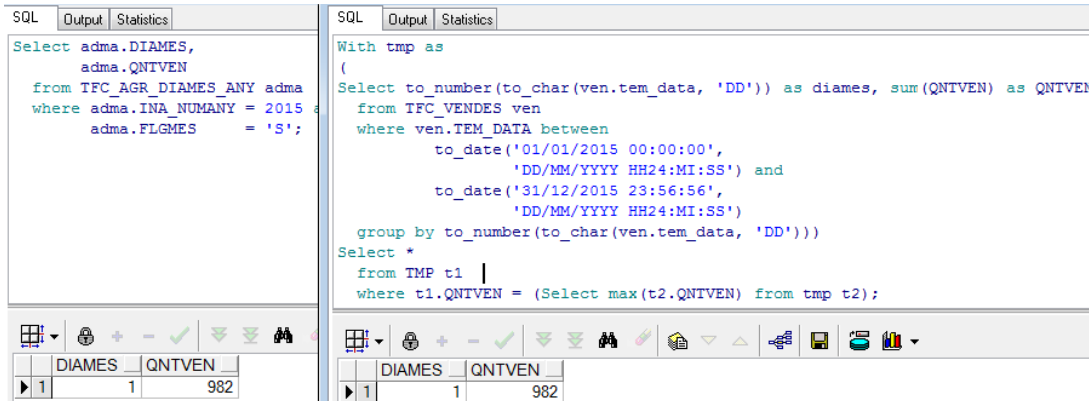 SQL Output Statistics
Select adma.DIAMES,
adma.QNTVEN
from TFC_AGR_DIAMES_ANY adma
where adma.INA_NUMANY = 2015
adma.FLGMES = 'S';
DIAMES QNTVEN
1 1 982
SQL Output Statistics
With tmp as
(
Select to_number(to_char(ven.tem_data, 'DD')) as diames, sum(QNTVEN) as QNTVEN
from TFC_VENDES ven
where ven.TEM_DATA between
to_date('01/01/2015 00:00:00',
'DD/MM/YYYY HH24:MI:SS') and
to_date('31/12/2015 23:56:56',
'DD/MM/YYYY HH24:MI:SS')
group by to_number(to_char(ven.tem_data, 'DD')))
Select *
from TMP t1
where t1.QNTVEN = (Select max(t2.QNTVEN) from tmp t2);
DIAMES QNTVEN
1 1 982